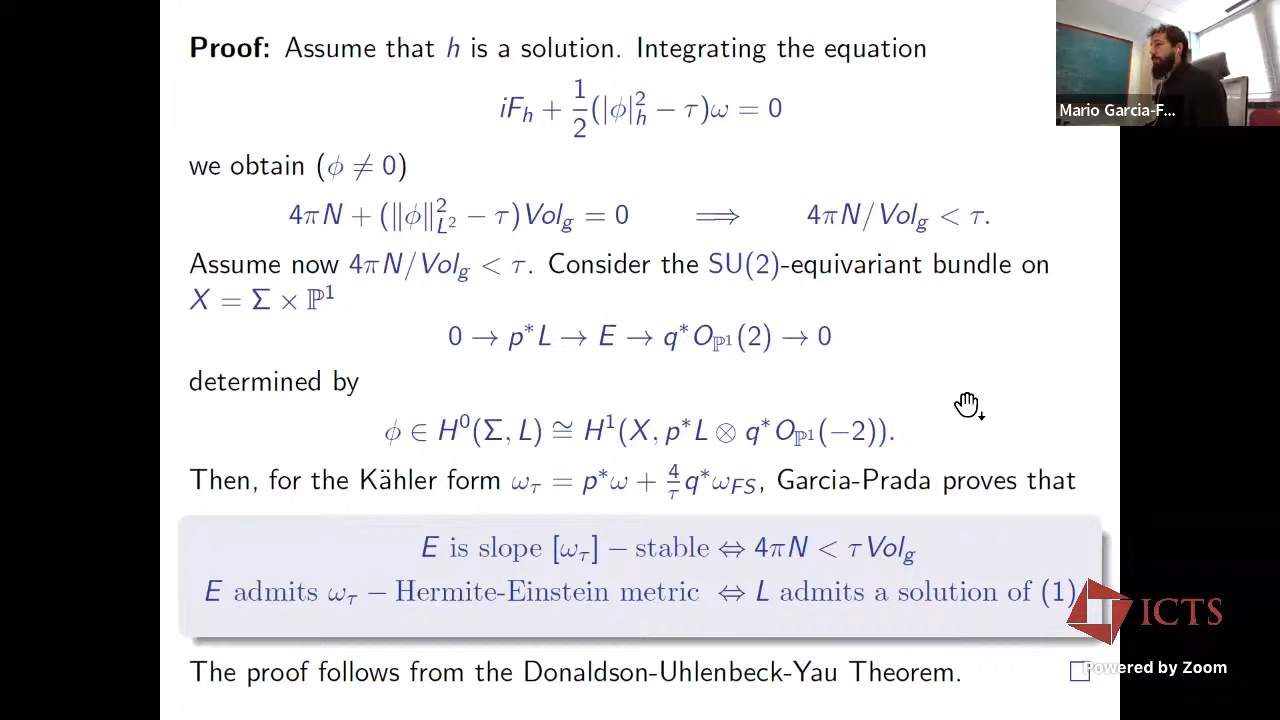 Proof: Assume that h is a solution. Integrating the equation
iF_h + \frac{1}{2}(|ϕ|_h^2 − τ)ω = 0
we obtain (ϕ ≠ 0)
4πN + (‖ϕ‖_{L^2}^2 − τ)Vol_g = 0 ⟹ 4πN/Vol_g < τ.
Assume now 4πN/Vol_g < τ. Consider the SU(2)-equivariant bundle on
X = Σ × ℙ^1
0 → p^*L → E → q^*O_{ℙ^1}(2) → 0
determined by
ϕ ∈ H^0(Σ, L) ≅ H^1(X, p^*L ⊗ q^*O_{ℙ^1}(−2)).
Then, for the Kähler form ω_τ = p^*ω + \frac{4}{τ}q^*ω_{FS}, Garcia-Prada proves that
E is slope [ω_τ] − stable ⇔ 4πN < τVol_g
E admits ω_τ − Hermite-Einstein metric ⇔ L admits a solution of (1)
The proof follows from the Donaldson-Uhlenbeck-Yau Theorem. □
Mario Garcia-F...
ICTS
Powered by Zoom